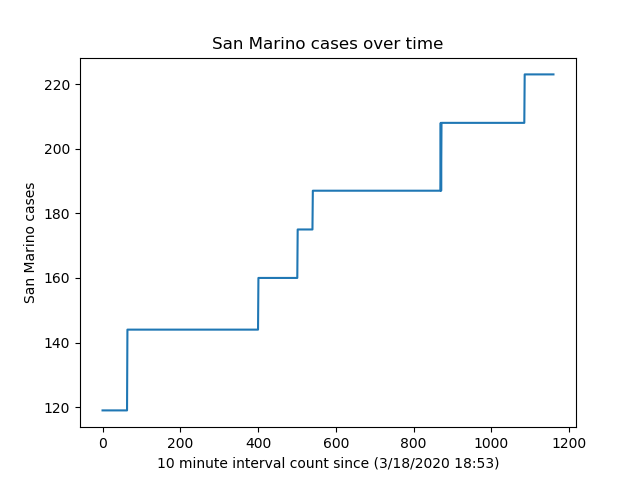 San Marino cases over time
220
200
180
160
140
120
San Marino cases
0 200 400 600 800 1000 1200
10 minute interval count since (3/18/2020 18:53)